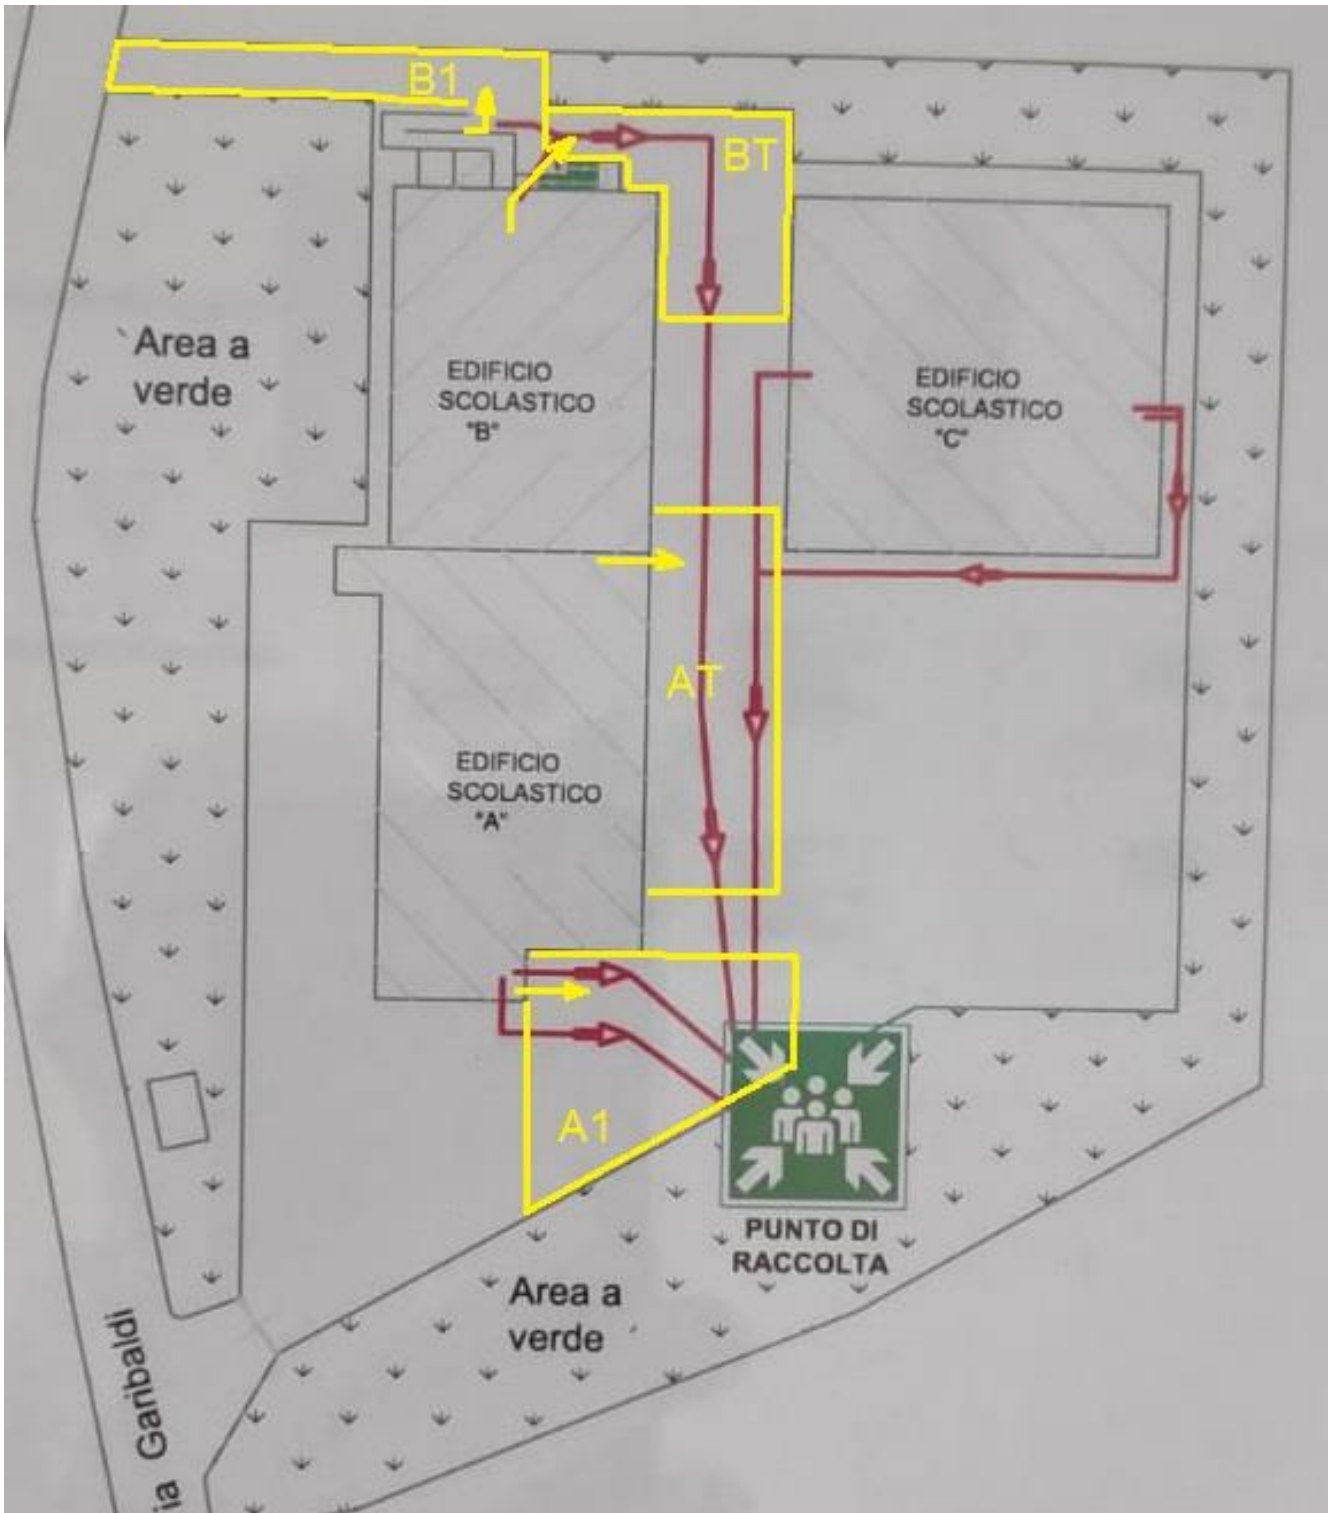 B1
BT
Area a
verde
EDIFICIO
SCOLASTICO
"B"
EDIFICIO
SCOLASTICO
"C"
AT
EDIFICIO
SCOLASTICO
"A"
A1
PUNTO DI
RACCOLTA
Area a
verde
ia Garibaldi